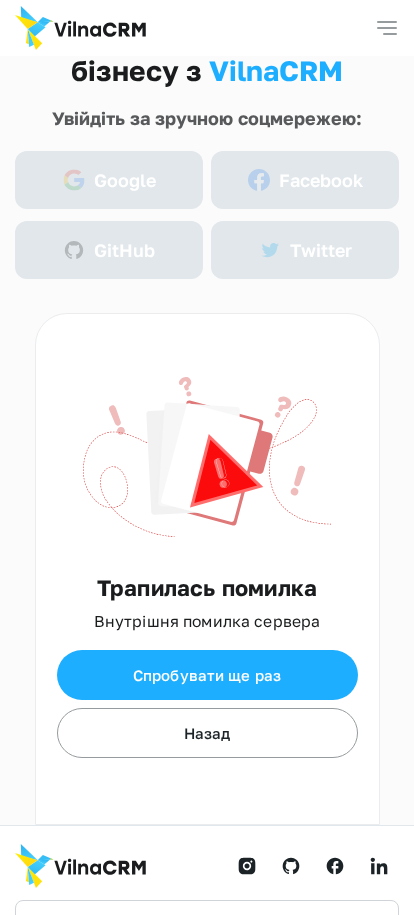 VilnaCRM
бізнесу з VilnaCRM
Увійдіть за зручною соцмережею:
Google
Facebook
GitHub
Twitter
Трапилась помилка
Внутрішня помилка сервера
Спробувати ще раз
Назад
VilnaCRM